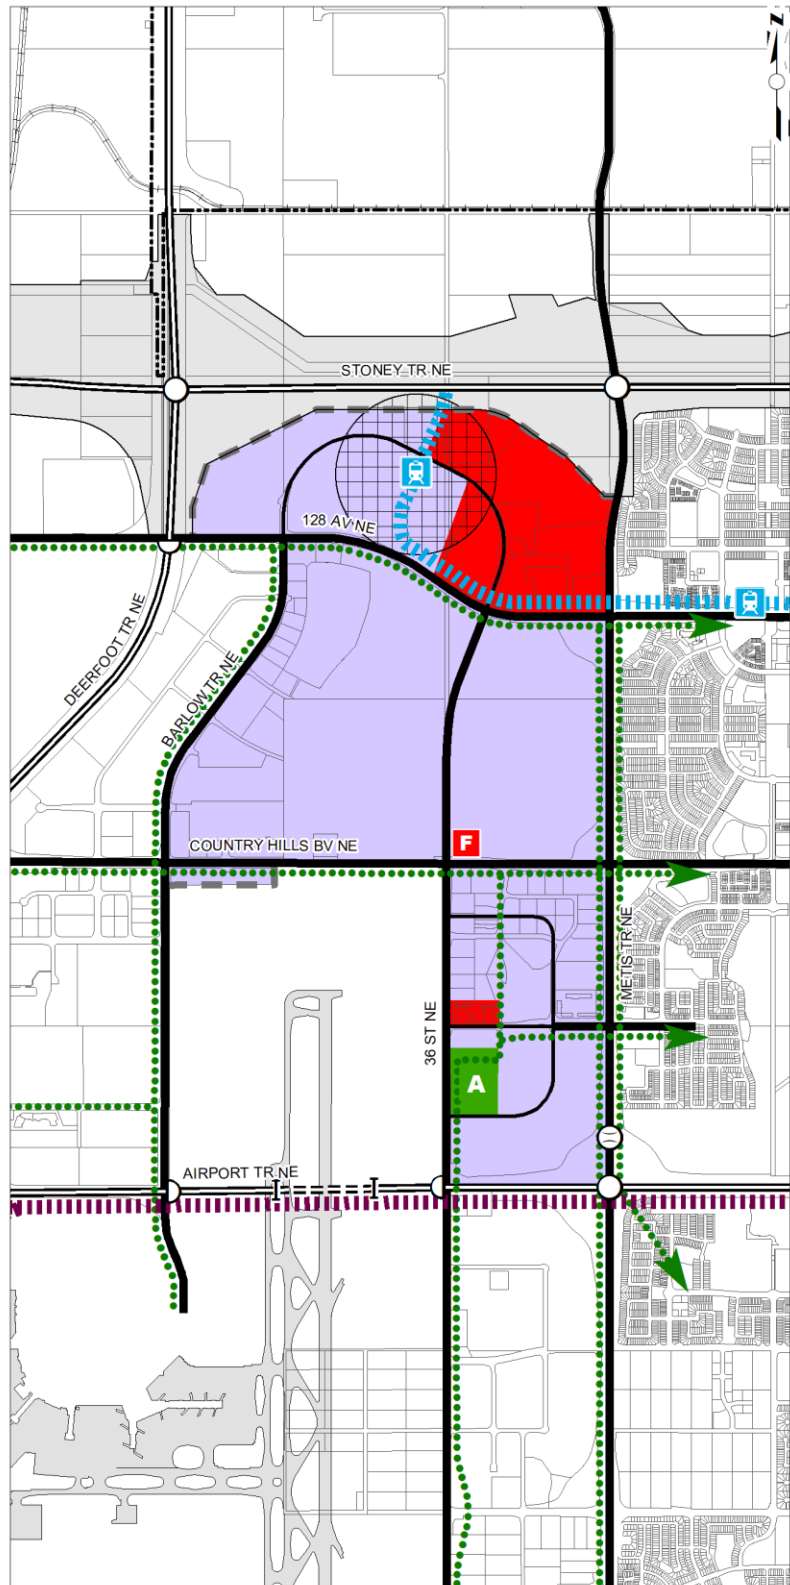 N
STONEY TR NE
128 AV NE
DEERFOOT TR NE
BARLOW TR NE
F
COUNTRY HILLS BV NE
METIS TR NE
36 ST NE
A
AIRPORT TR NE